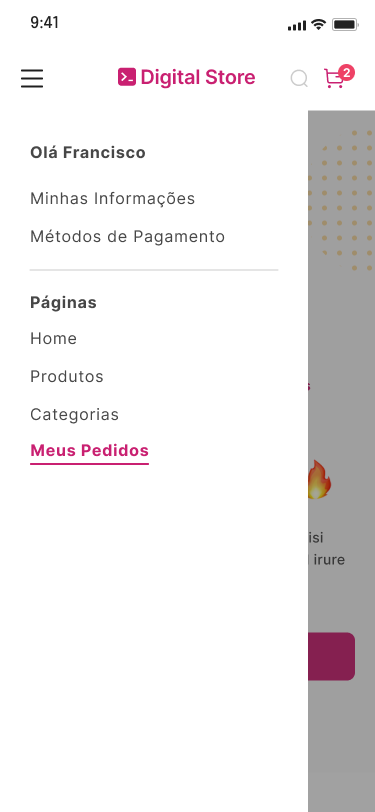 9:41
Digital Store
2
Olá Francisco
Minhas Informações
Métodos de Pagamento
Páginas
Home
Produtos
Categorias
Meus Pedidos
irure